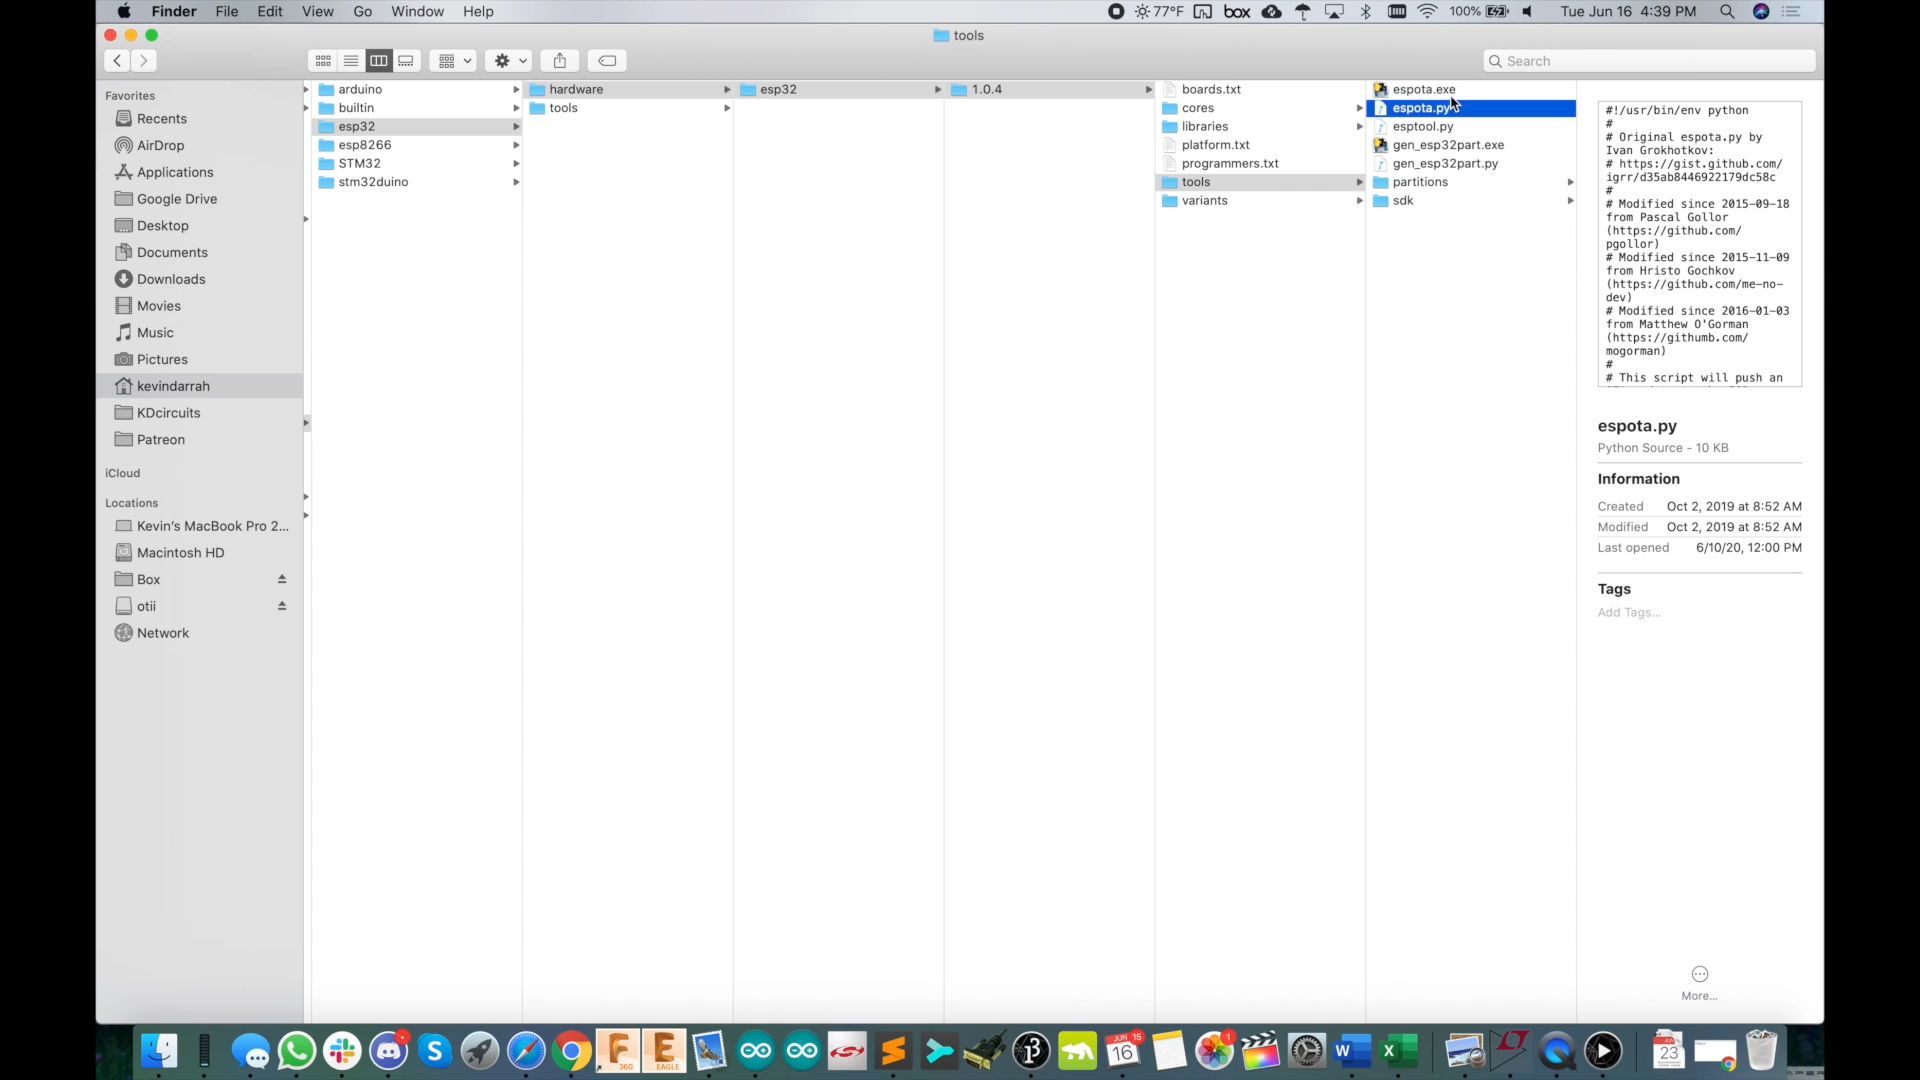 Finder File Edit View Go Window Help
77°F box 100% Tue Jun 16 4:39 PM
tools
Search
Favorites
Recents
AirDrop
Applications
Google Drive
Desktop
Documents
Downloads
Movies
Music
Pictures
kevindarrah
KDcircuits
Patreon
iCloud
Locations
Kevin's MacBook Pro 2...
Macintosh HD
Box
otii
Network
arduino
builtin
esp32
esp8266
STM32
stm32duino
hardware
tools
esp32
1.0.4
boards.txt
cores
libraries
platform.txt
programmers.txt
tools
variants
espota.exe
espota.py
esptool.py
gen_esp32part.exe
gen_esp32part.py
partitions
sdk
#!/usr/bin/env python
#
# Original espota.py by
Ivan Grokhotkov:
# https://gist.github.com/
igrr/d35ab8446922179dc58c
#
# Modified since 2015-09-18
from Pascal Gollor
(https://github.com/
pgollor)
# Modified since 2015-11-09
from Hristo Gochkov
(https://github.com/me-no-
dev)
# Modified since 2016-01-03
from Matthew O'Gorman
(https://githumb.com/
mogorman)
#
# This script will push an
espota.py
Python Source - 10 KB
Information
Created Oct 2, 2019 at 8:52 AM
Modified Oct 2, 2019 at 8:52 AM
Last opened 6/10/20, 12:00 PM
Tags
Add Tags...
More...
F 360
E EAGLE
JUN 15
16
1
W
X
23